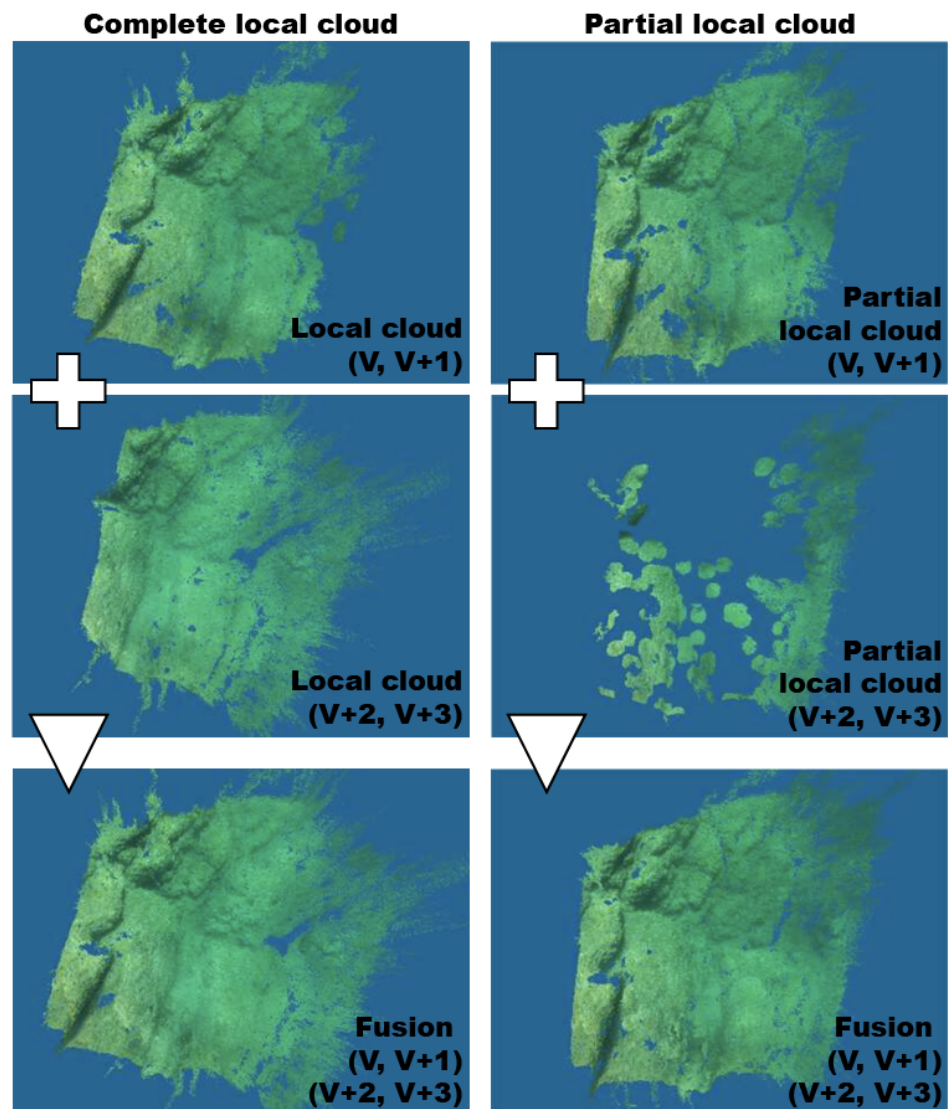 Complete local cloud
Partial local cloud
Local cloud
(V, V+1)
Partial
local cloud
(V, V+1)
Local cloud
(V+2, V+3)
Partial
local cloud
(V+2, V+3)
Fusion
(V, V+1)
(V+2, V+3)
Fusion
(V, V+1)
(V+2, V+3)